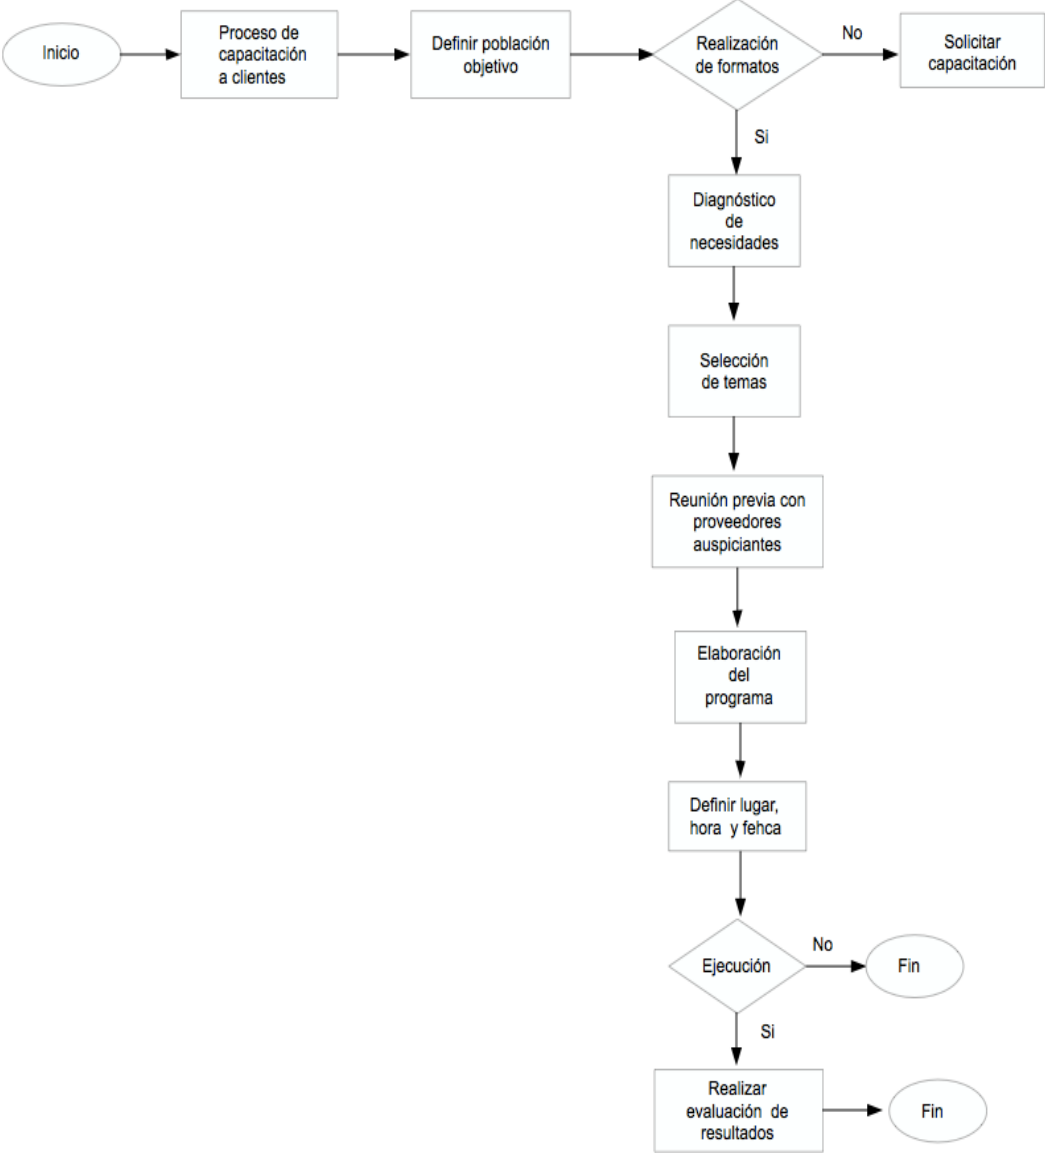 Inicio
Proceso de
capacitación
a clientes
Definir población
objetivo
Realización
de formatos
No
Solicitar
capacitación
Si
Diagnóstico
de
necesidades
Selección
de temas
Reunión previa con
proveedores
auspiciantes
Elaboración
del
programa
Definir lugar,
hora y fehca
Ejecución
No
Fin
Si
Realizar
evaluación de
resultados
Fin